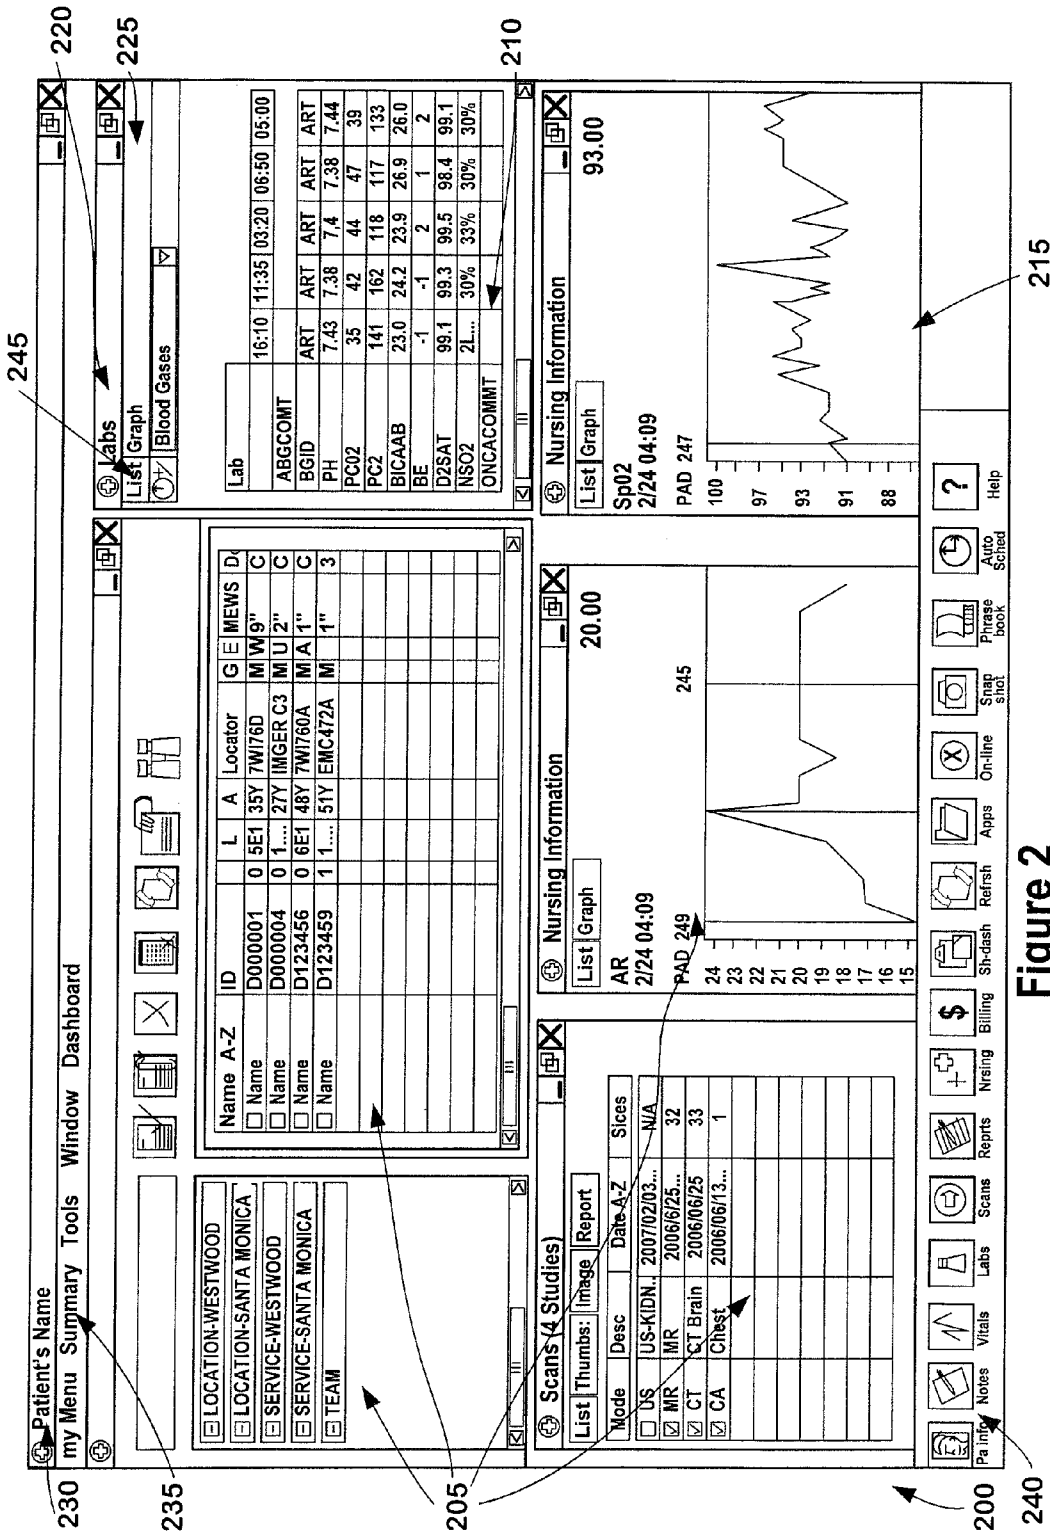 220
225
245
210
230
235
205
215
200
240
Patient's Name
my Menu Summary Tools Window Dashboard
LOCATION-WESTWOOD
LOCATION-SANTA MONICA
SERVICE-WESTWOOD
SERVICE-SANTA MONICA
TEAM
Name A-Z ID L A Locator G E MEWS
Name D000001 0 5E1 35Y 7WI76D M W 9" C
Name D000004 0 1.... 27Y IMGER C3 M U 2" C
Name D123456 0 6E1 48Y 7WI760A M A 1" C
Name D123459 1 1.... 51Y EMC472A M 1" 3
Labs
List Graph
Blood Gases
Lab
16:10 11:35 03:20 06:50 05:00
ABGCOMT
BGID ART ART ART ART ART
PH 7.43 7.38 7,4 7.38 7.44
PC02 35 42 44 47 39
PC2 141 162 118 117 133
BICAAB 23.0 24.2 23.9 26.9 26.0
BE -1 -1 2 1 2
D2SAT 99.1 99.3 99.5 98.4 99.1
NSO2 2L... 30% 33% 30% 30%
ONCACOMMT
Scans (4 Studies)
List Thumbs: Image Report
Mode Desc Date A-Z Sices
US US-KIDN.. 2007/02/03... N/A
MR MR 2006/6/25... 32
CT CT Brain 2006/06/25 33
CA Chest 2006/06/13... 1
Nursing Information
List Graph
20.00
AR
2/24 04:09
PAD 249
245
24
23
22
21
20
19
18
17
16
15
Nursing Information
List Graph
93.00
Sp02
2/24 04:09
PAD 247
100
97
93
91
88
Pa info
Notes
Vitals
Labs
Scans
Reprts
Nrsing
$
Billing
Sh-dash
Refrsh
Apps
X
On-line
Snap
shot
Phrase
book
Auto
Sched
?
Help
Figure 2